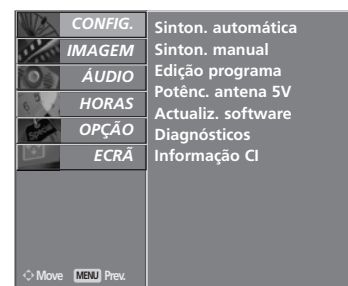 CONFIG.
IMAGEM
ÁUDIO
HORAS
OPÇÃO
ECRÃ
Sinton. automática
Sinton. manual
Edição programa
Potênc. antena 5V
Actualiz. software
Diagnósticos
Informação CI
Move MENU Prev.